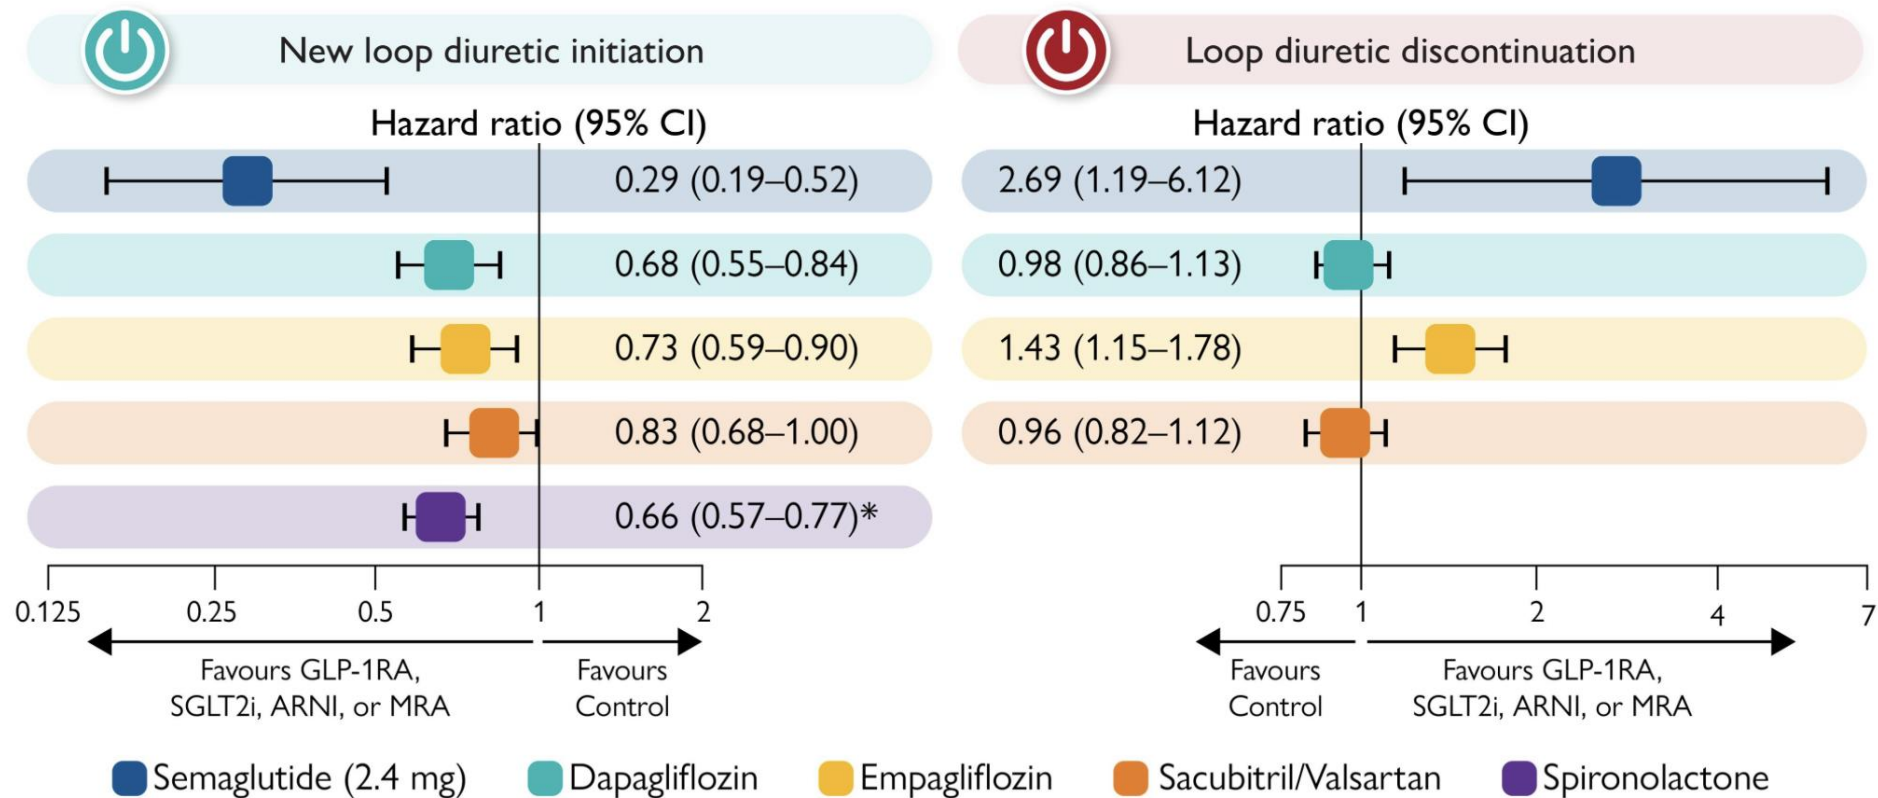 New loop diuretic initiation
Hazard ratio (95% CI)
0.29 (0.19–0.52)
0.68 (0.55–0.84)
0.73 (0.59–0.90)
0.83 (0.68–1.00)
0.66 (0.57–0.77)*
0.125 0.25 0.5 1 2
Favours GLP-1RA,
SGLT2i, ARNI, or MRA
Favours
Control
Loop diuretic discontinuation
Hazard ratio (95% CI)
2.69 (1.19–6.12)
0.98 (0.86–1.13)
1.43 (1.15–1.78)
0.96 (0.82–1.12)
0.75 1 2 4 7
Favours
Control
Favours GLP-1RA,
SGLT2i, ARNI, or MRA
Semaglutide (2.4 mg) Dapagliflozin Empagliflozin Sacubitril/Valsartan Spironolactone